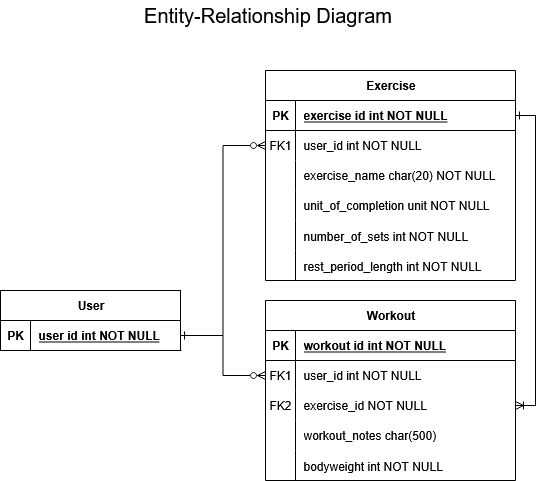 Entity-Relationship Diagram
Exercise
PK exercise id int NOT NULL
FK1 user_id int NOT NULL
exercise_name char(20) NOT NULL
unit_of_completion unit NOT NULL
number_of_sets int NOT NULL
rest_period_length int NOT NULL
User
PK user id int NOT NULL
Workout
PK workout id int NOT NULL
FK1 user_id int NOT NULL
FK2 exercise_id NOT NULL
workout_notes char(500)
bodyweight int NOT NULL